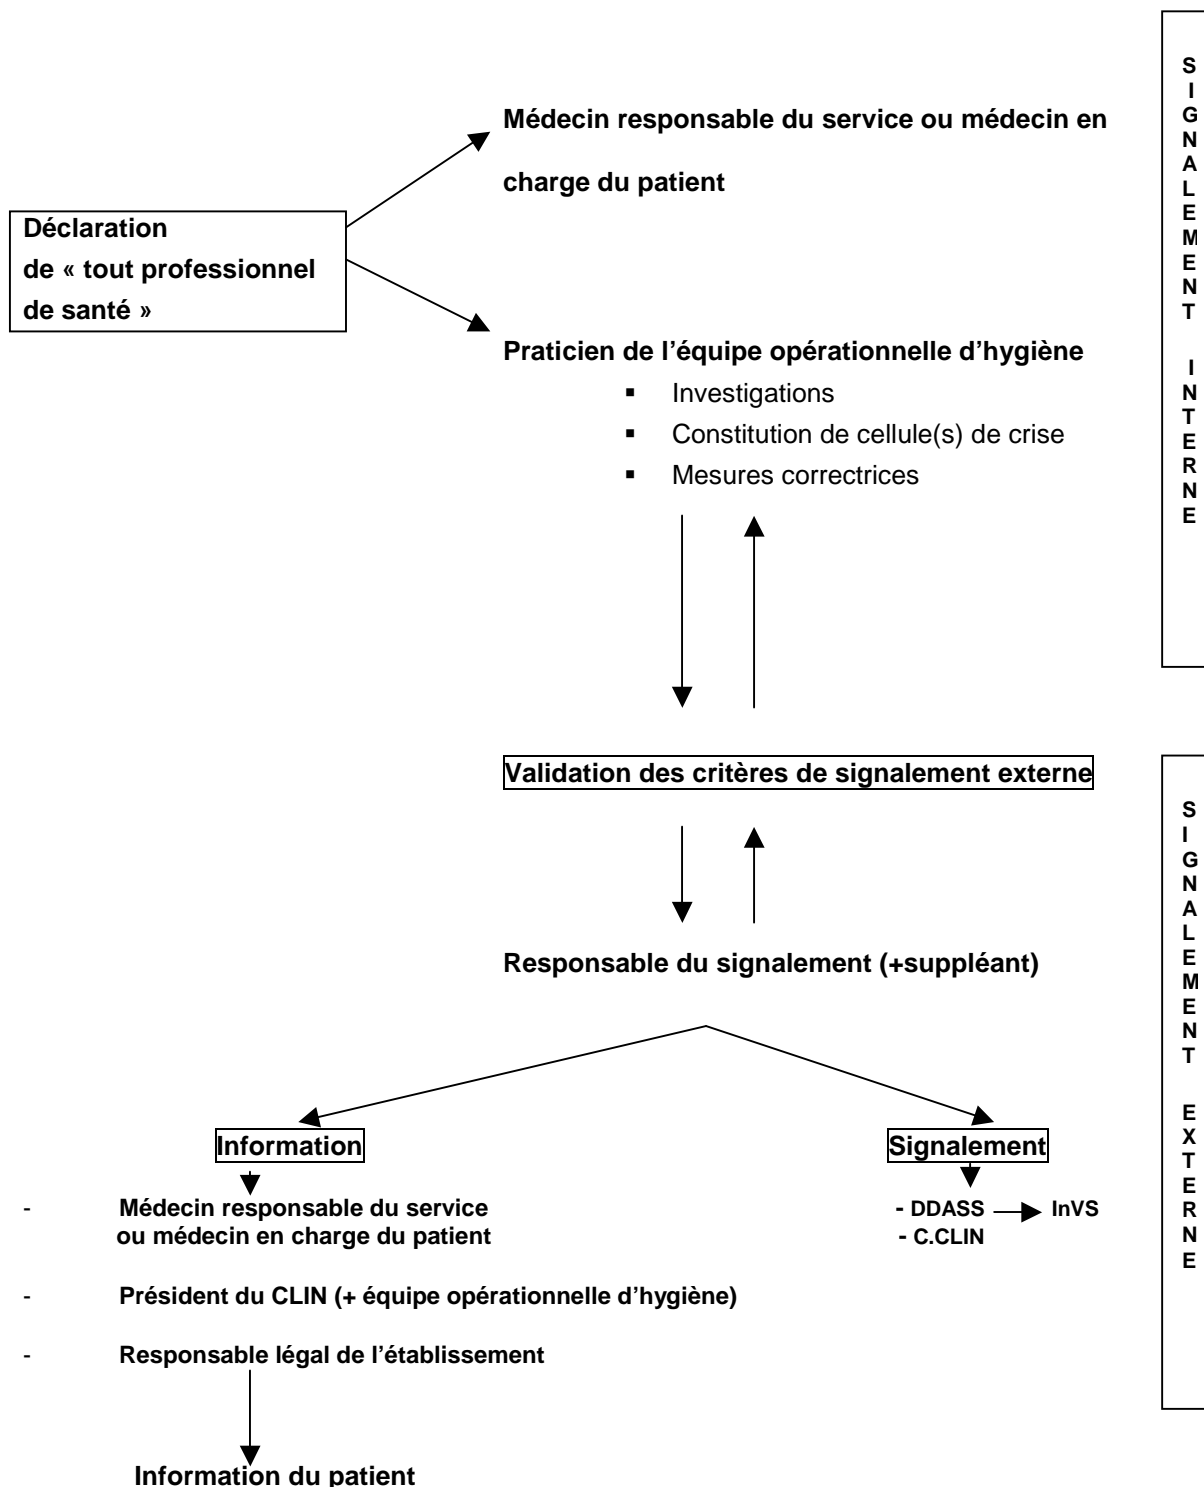 Médecin responsable du service ou médecin en
charge du patient
Déclaration
de « tout professionnel
de santé »
Praticien de l'équipe opérationnelle d'hygiène
▪ Investigations
▪ Constitution de cellule(s) de crise
▪ Mesures correctrices
SIGNALEMENT INTERNE
Validation des critères de signalement externe
Responsable du signalement (+suppléant)
Information
- Médecin responsable du service
ou médecin en charge du patient
- Président du CLIN (+ équipe opérationnelle d'hygiène)
- Responsable légal de l'établissement
Information du patient
Signalement
- DDASS InVS
- C.CLIN
SIGNALEMENT EXTERNE